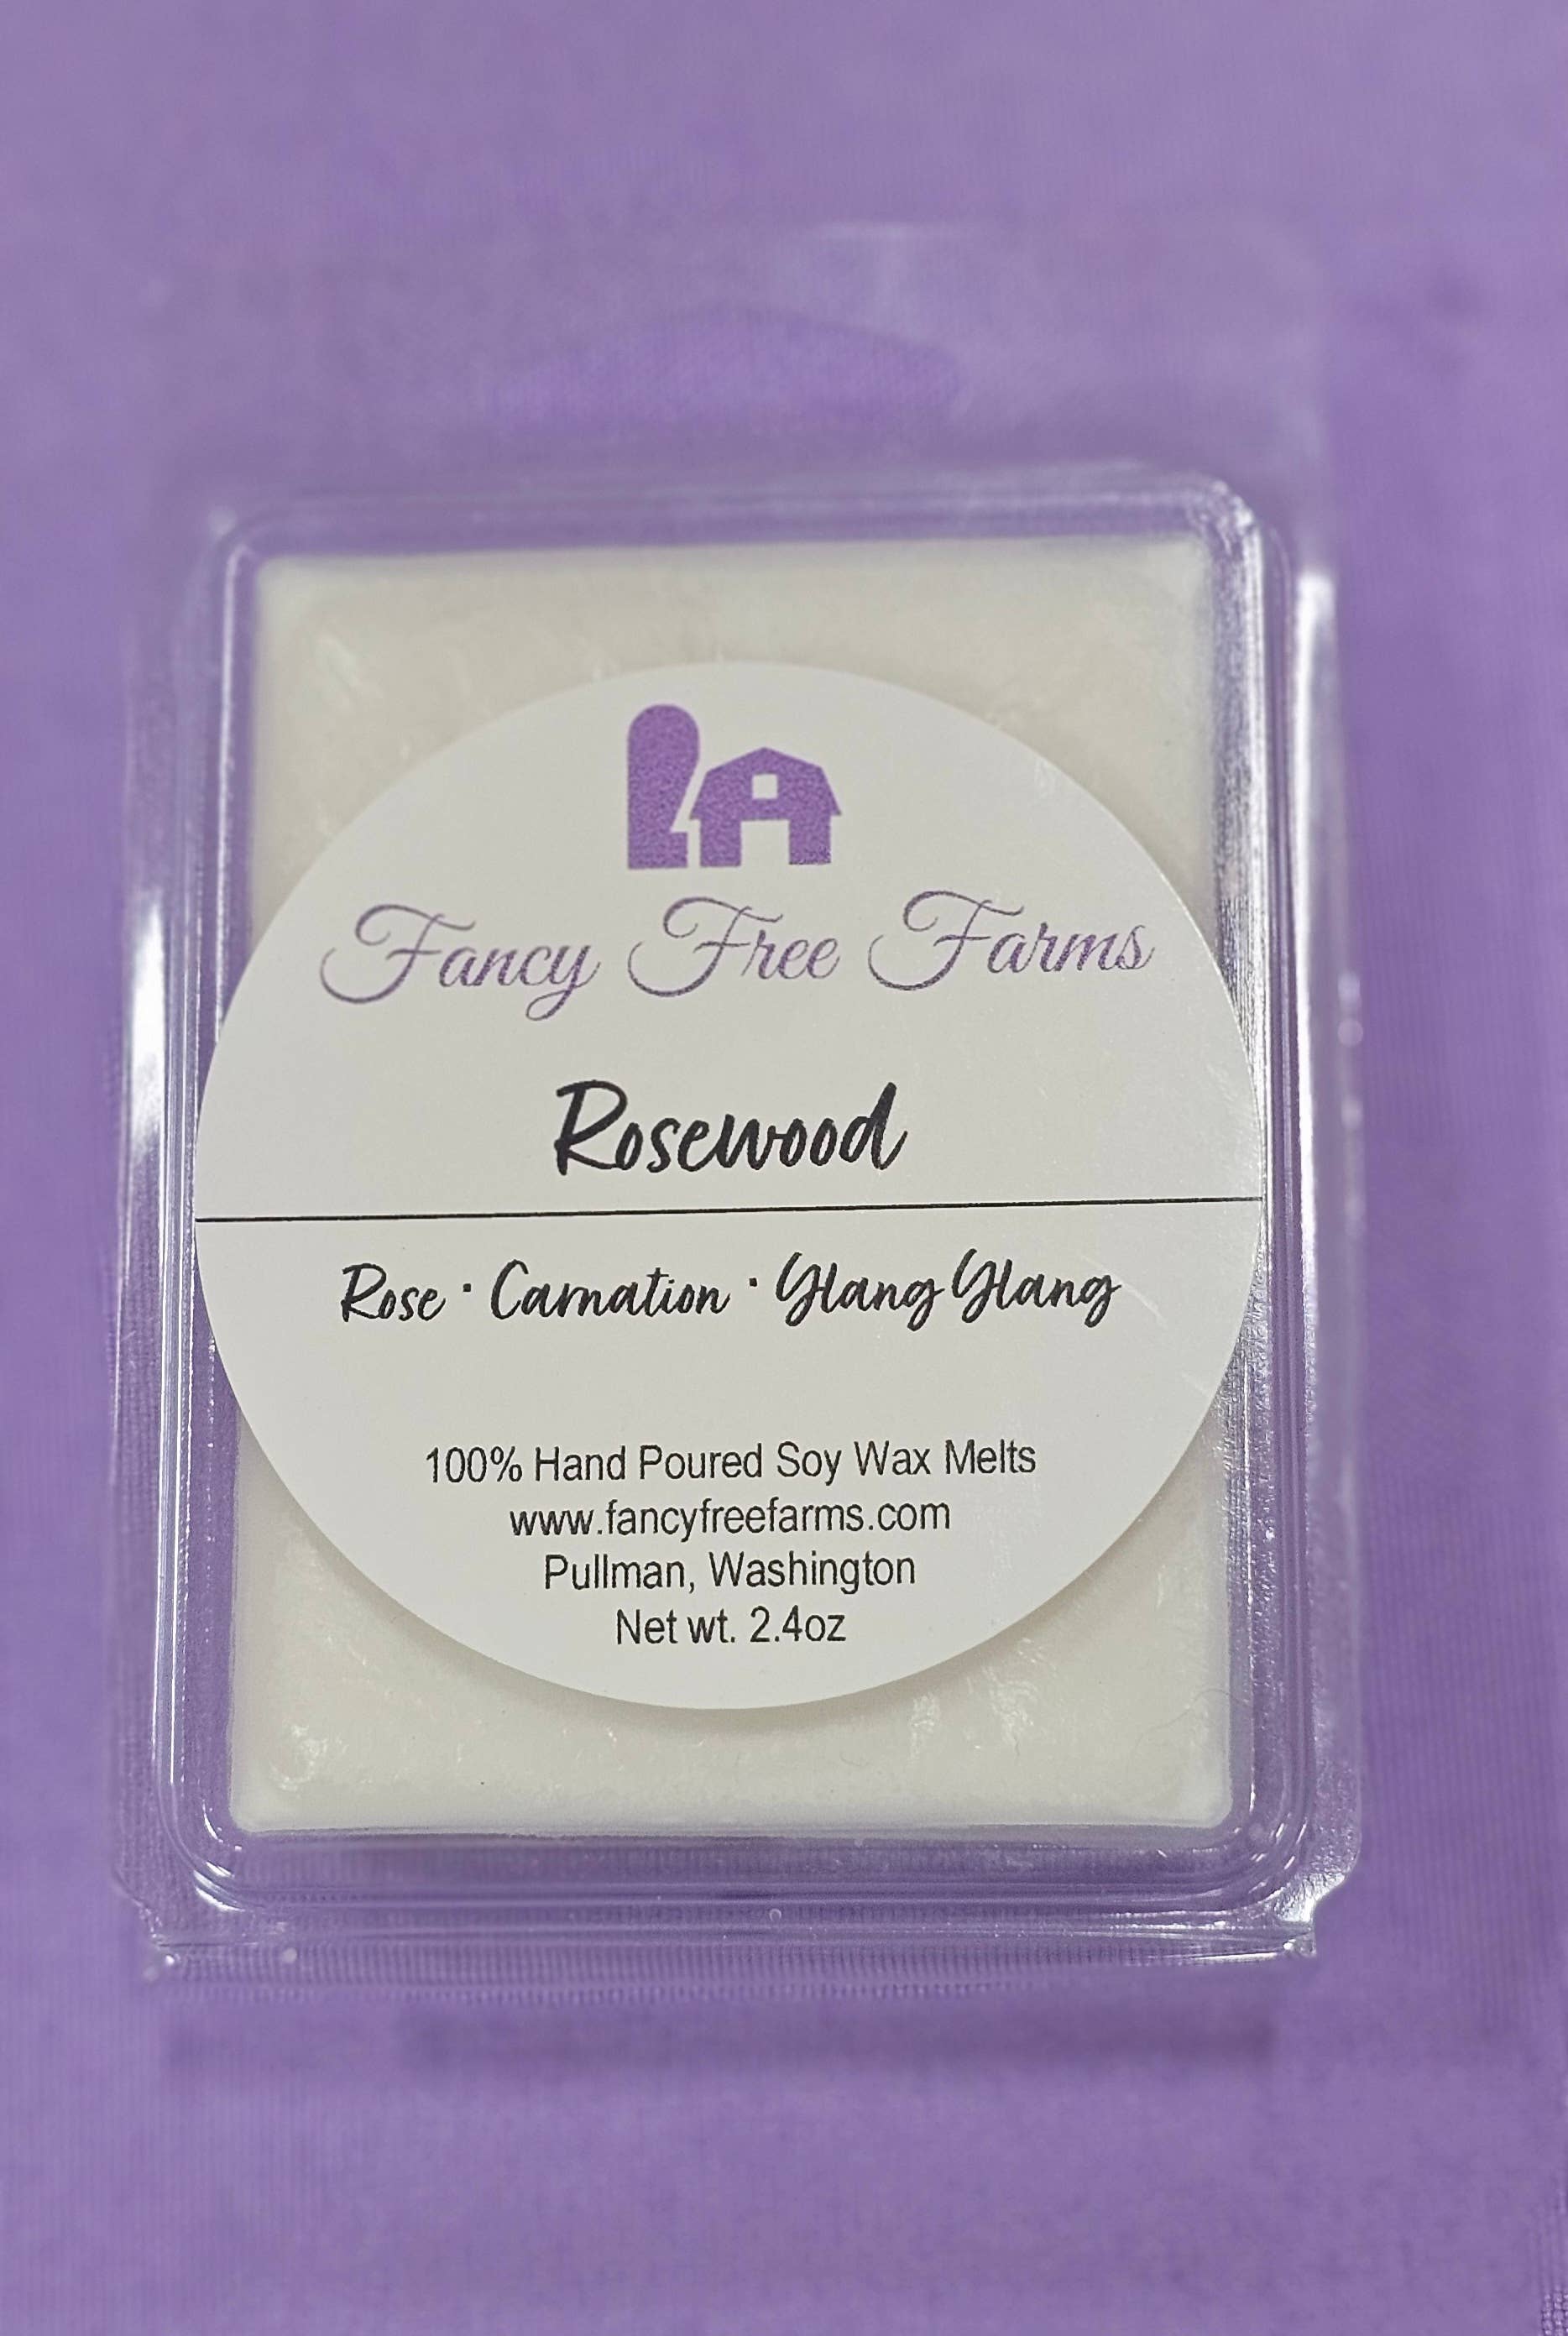 Fancy Free Farms
Rosewood
Rose · Carnation · Ylang Ylang
100% Hand Poured Soy Wax Melts
www.fancyfreefarms.com
Pullman, Washington
Net wt. 2.4oz